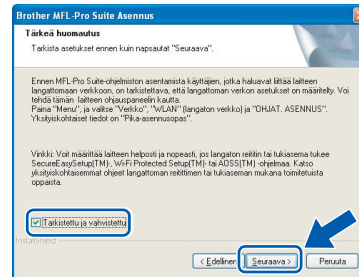 Brother MFL-Pro Suite Asennus
Tärkeä huomautus
Tarkista asetukset ennen kuin napsautat "Seuraava".
Ennen MFL-Pro Suite-ohjelmiston asentamista käyttäjien, jotka haluavat liittää laitteen
langattomaan verkkoon, on tarkistettava, että langattoman verkon asetukset on määritelty. Voi
tehdä tämän laitteen ohjauspaneelin kautta.
Paina "Menu", ja valitse "Verkko", "WLAN" (langaton verkko) ja "OHJAT. ASENNUS".
Yksityiskohtaiset tiedot on "Pika-asennusopas".
Vinkki: Voit määrittää laitteen helposti ja nopeasti, jos langaton reititin tai tukiasema tukee
SecureEasySetup[TM]-, Wi-Fi Protected Setup[TM]- tai AOSS[TM] -ohjelmaa. Katso
yksityiskohtaisemmat ohjeet langattoman reitittimen tai tukiaseman mukana toimitetuista
oppaista.
Tarkistettu ja vahvistettu
InstallShield
< Edellinen
Seuraava >
Peruuta